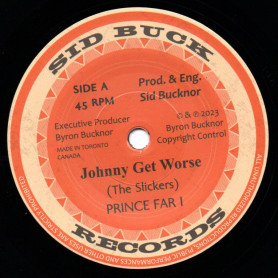 SID BUCK
SIDE A
45 RPM
Prod. & Eng.
Sid Bucknor
Executive Producer
Byron Bucknor
MADE IN TORONTO
CANADA.
℗ & © 2023
Byron Bucknor
Copyright Control
Johnny Get Worse
(The Slickers)
PRINCE FAR I
RECORDS